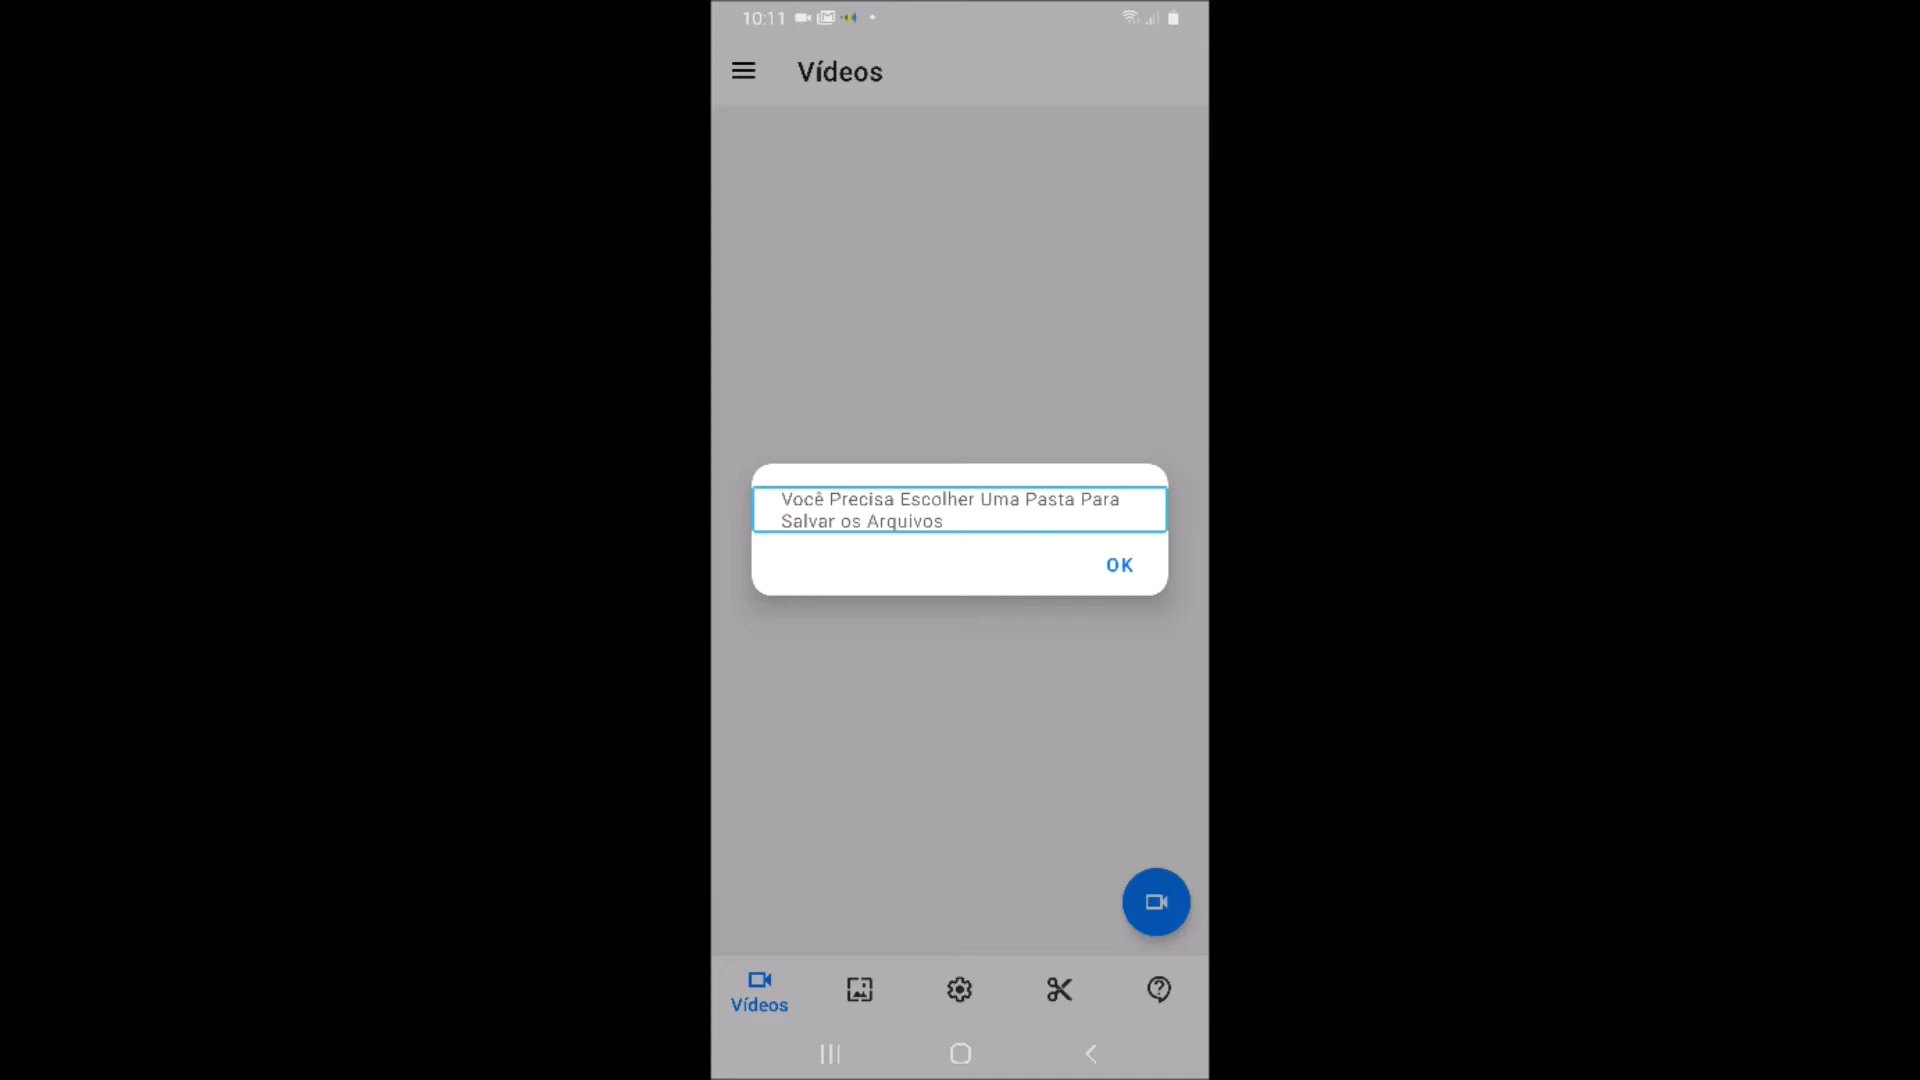 10:11
Vídeos
Você Precisa Escolher Uma Pasta Para
Salvar os Arquivos
OK
Vídeos